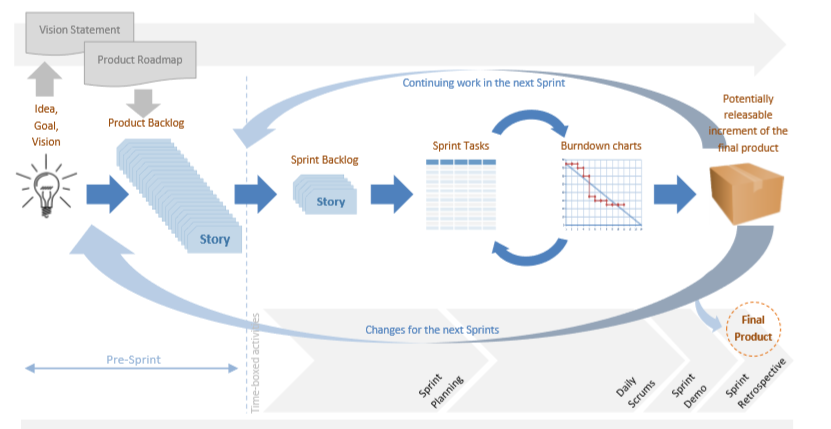 Vision Statement
Product Roadmap
Idea,
Goal,
Vision
Product Backlog
Story
Sprint Backlog
Story
Continuing work in the next Sprint
Sprint Tasks
Burndown charts
Potentially
releasable
increment of the
final product
Changes for the next Sprints
Final
Product
Pre-Sprint
Time-boxed activities
Sprint
Planning
Daily
Scrums
Sprint
Demo
Sprint
Retrospective